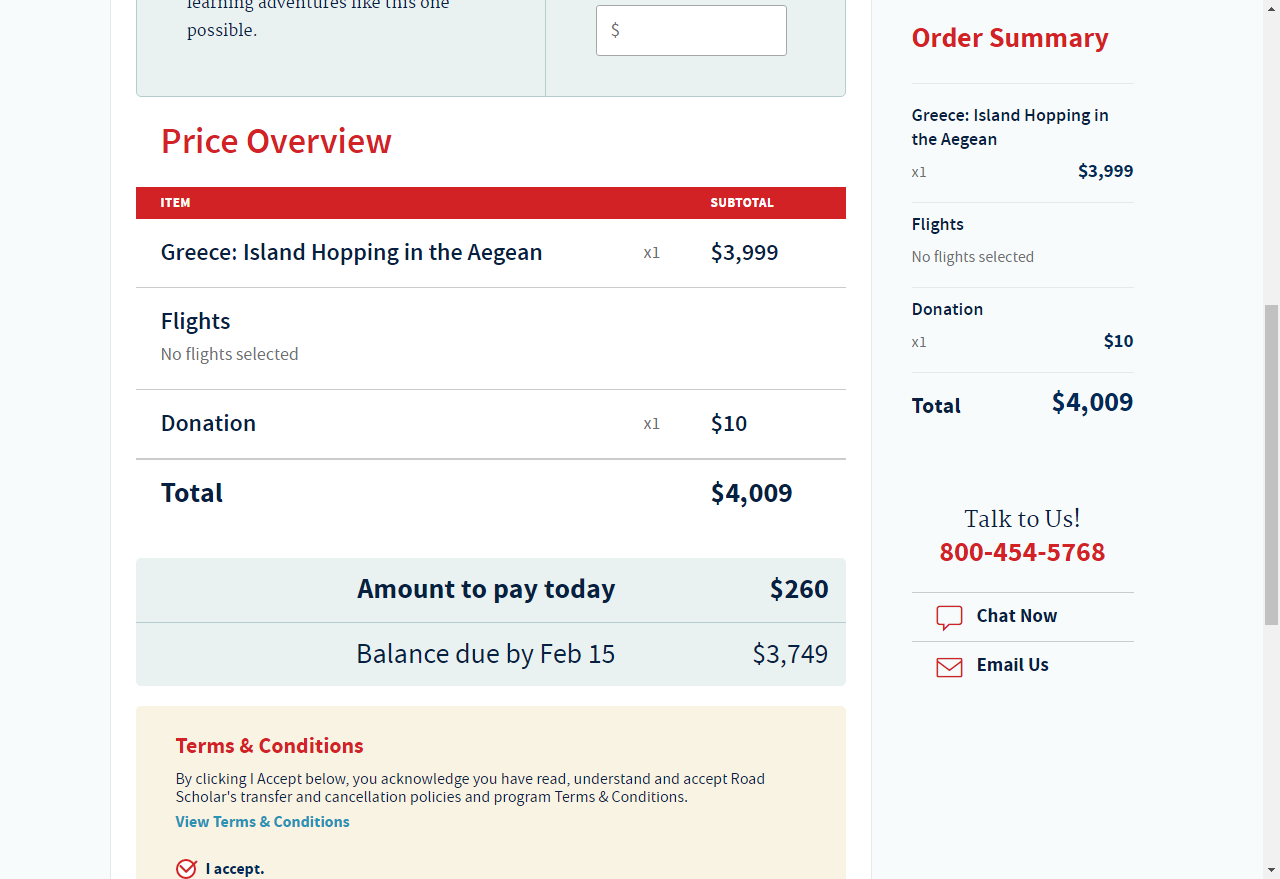 learning adventures like this one
possible.
$
Price Overview
ITEM SUBTOTAL
Greece: Island Hopping in the Aegean x1 $3,999
Flights
No flights selected
Donation x1 $10
Total $4,009
Amount to pay today $260
Balance due by Feb 15 $3,749
Terms & Conditions
By clicking I Accept below, you acknowledge you have read, understand and accept Road
Scholar's transfer and cancellation policies and program Terms & Conditions.
View Terms & Conditions
I accept.
Order Summary
Greece: Island Hopping in
the Aegean
x1 $3,999
Flights
No flights selected
Donation
x1 $10
Total $4,009
Talk to Us!
800-454-5768
Chat Now
Email Us